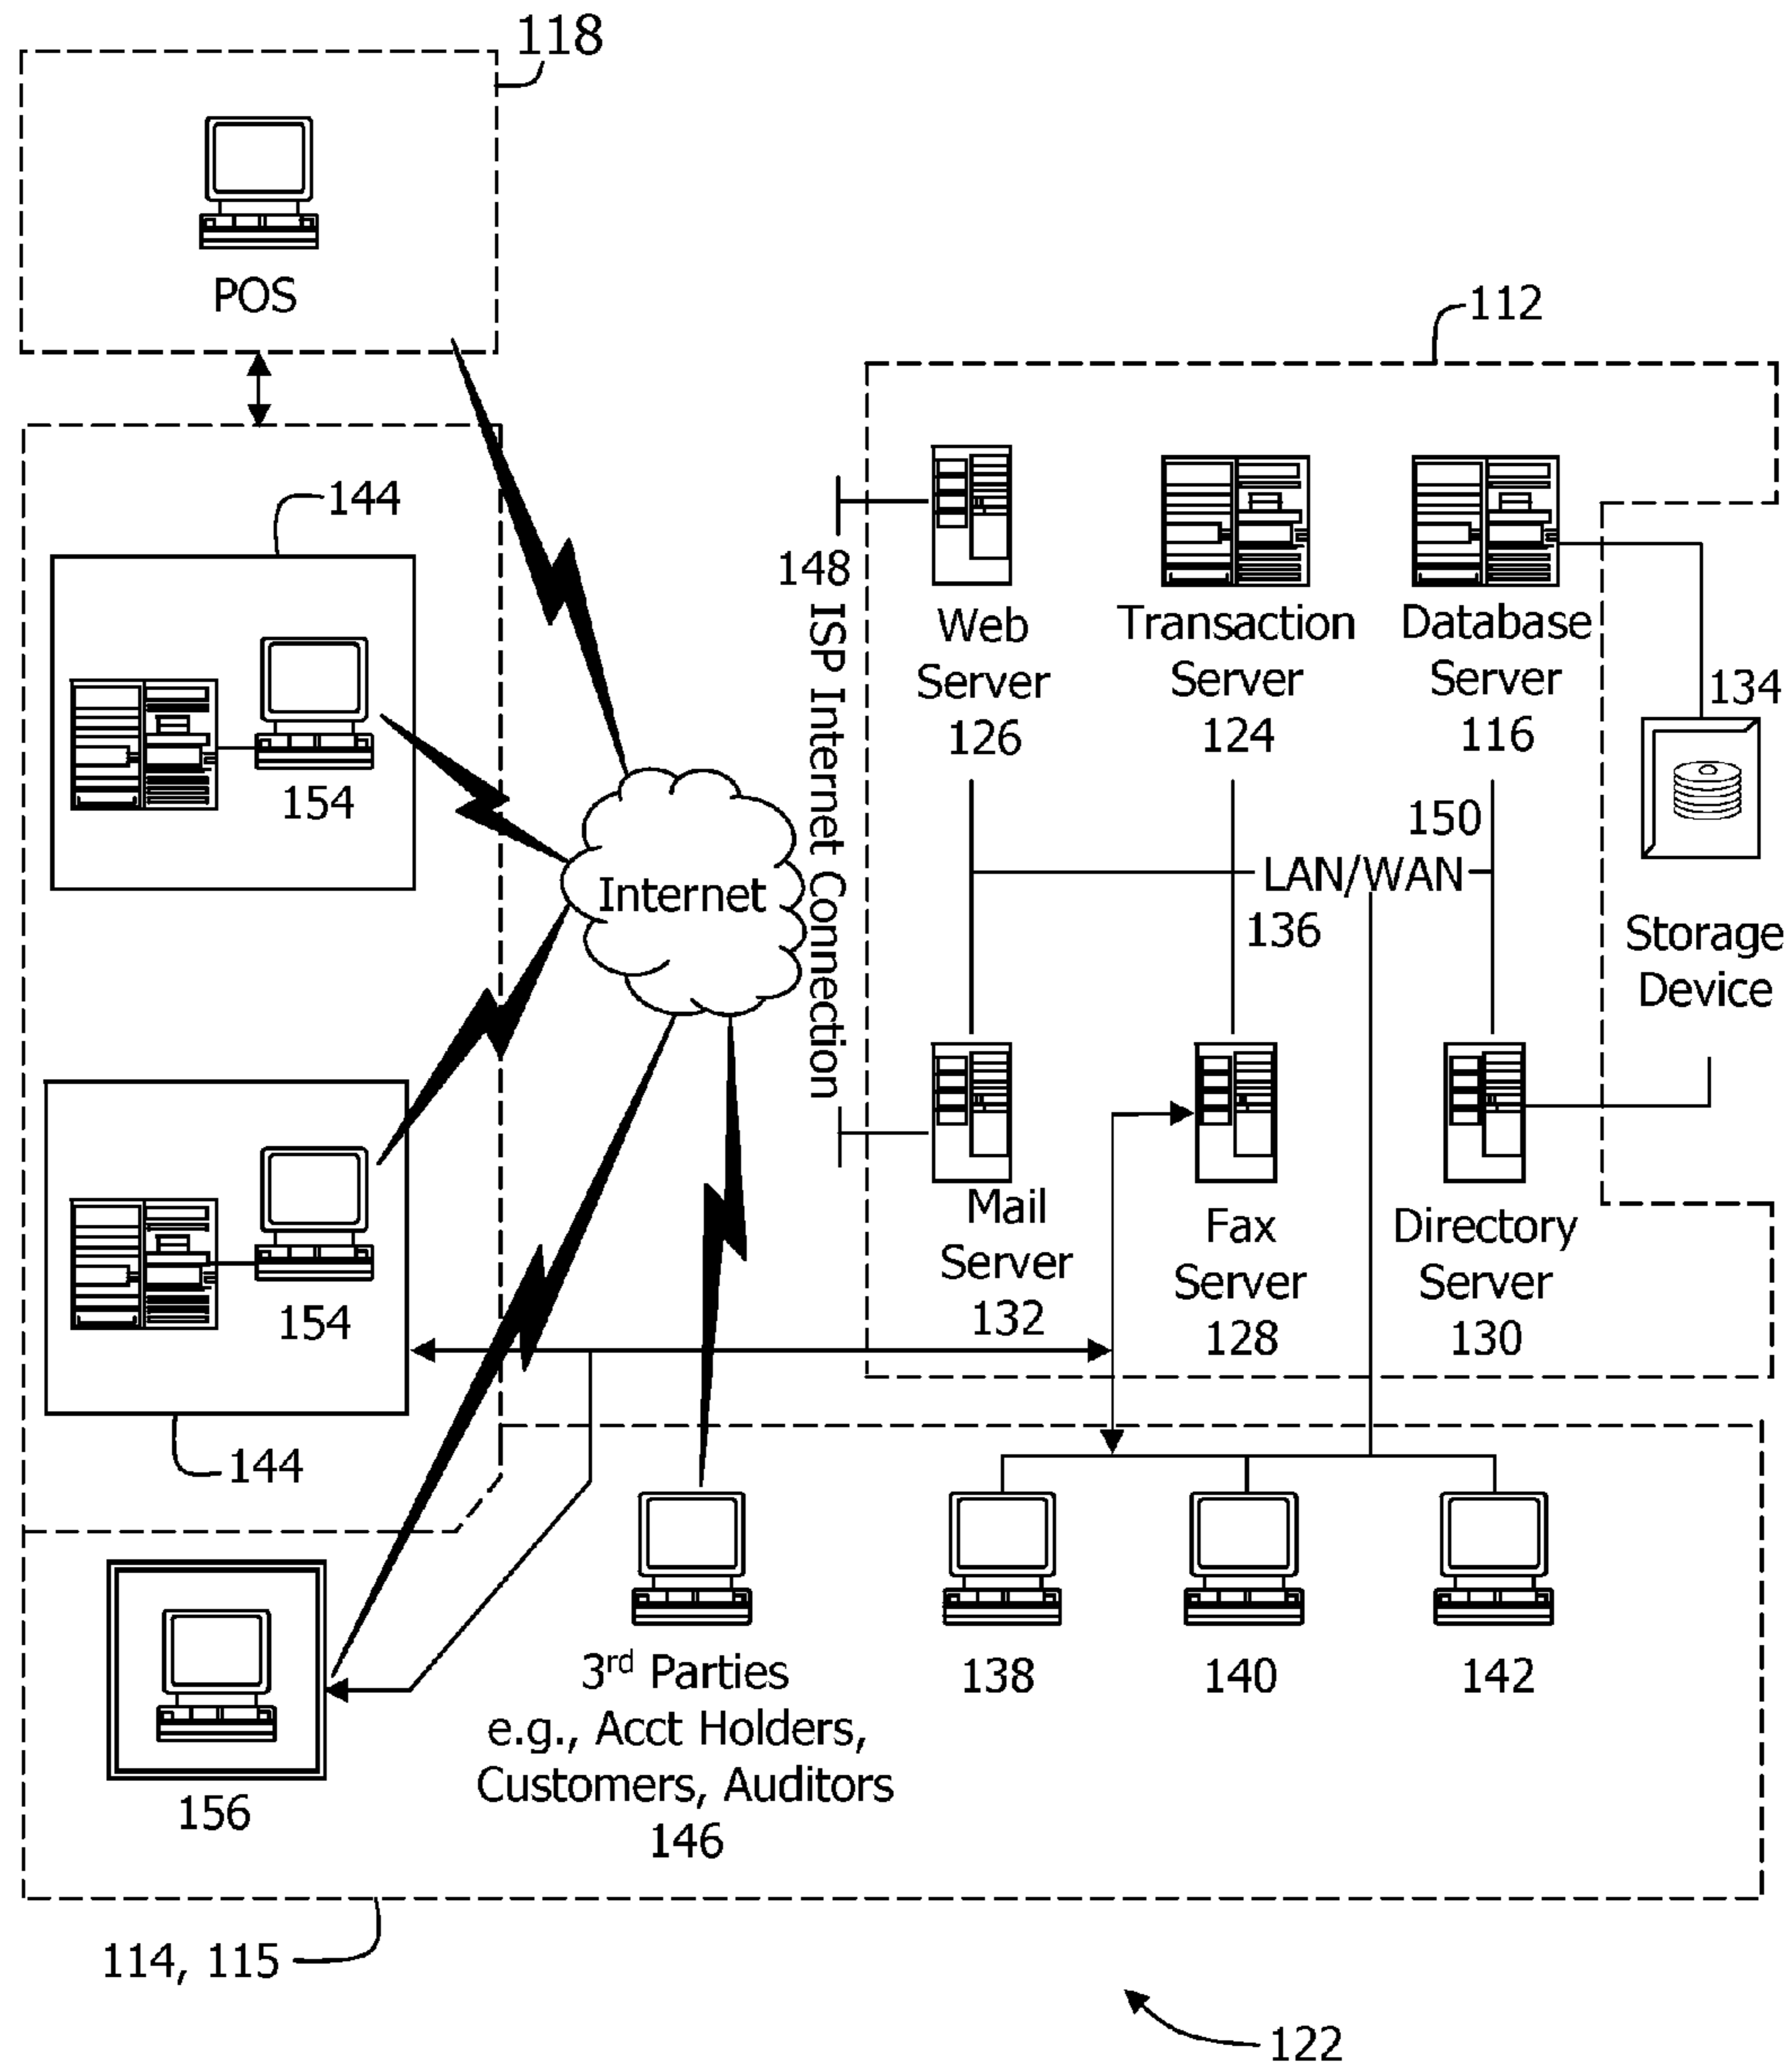 118
POS
112
144
154
148 ISP Internet Connection
Web
Server
126
Transaction
Server
124
Database
Server
116
134
Storage
Device
150
LAN/WAN
136
Internet
154
144
Mail
Server
132
Fax
Server
128
Directory
Server
130
156
3rd Parties
e.g., Acct Holders,
Customers, Auditors
146
138
140
142
114, 115
122